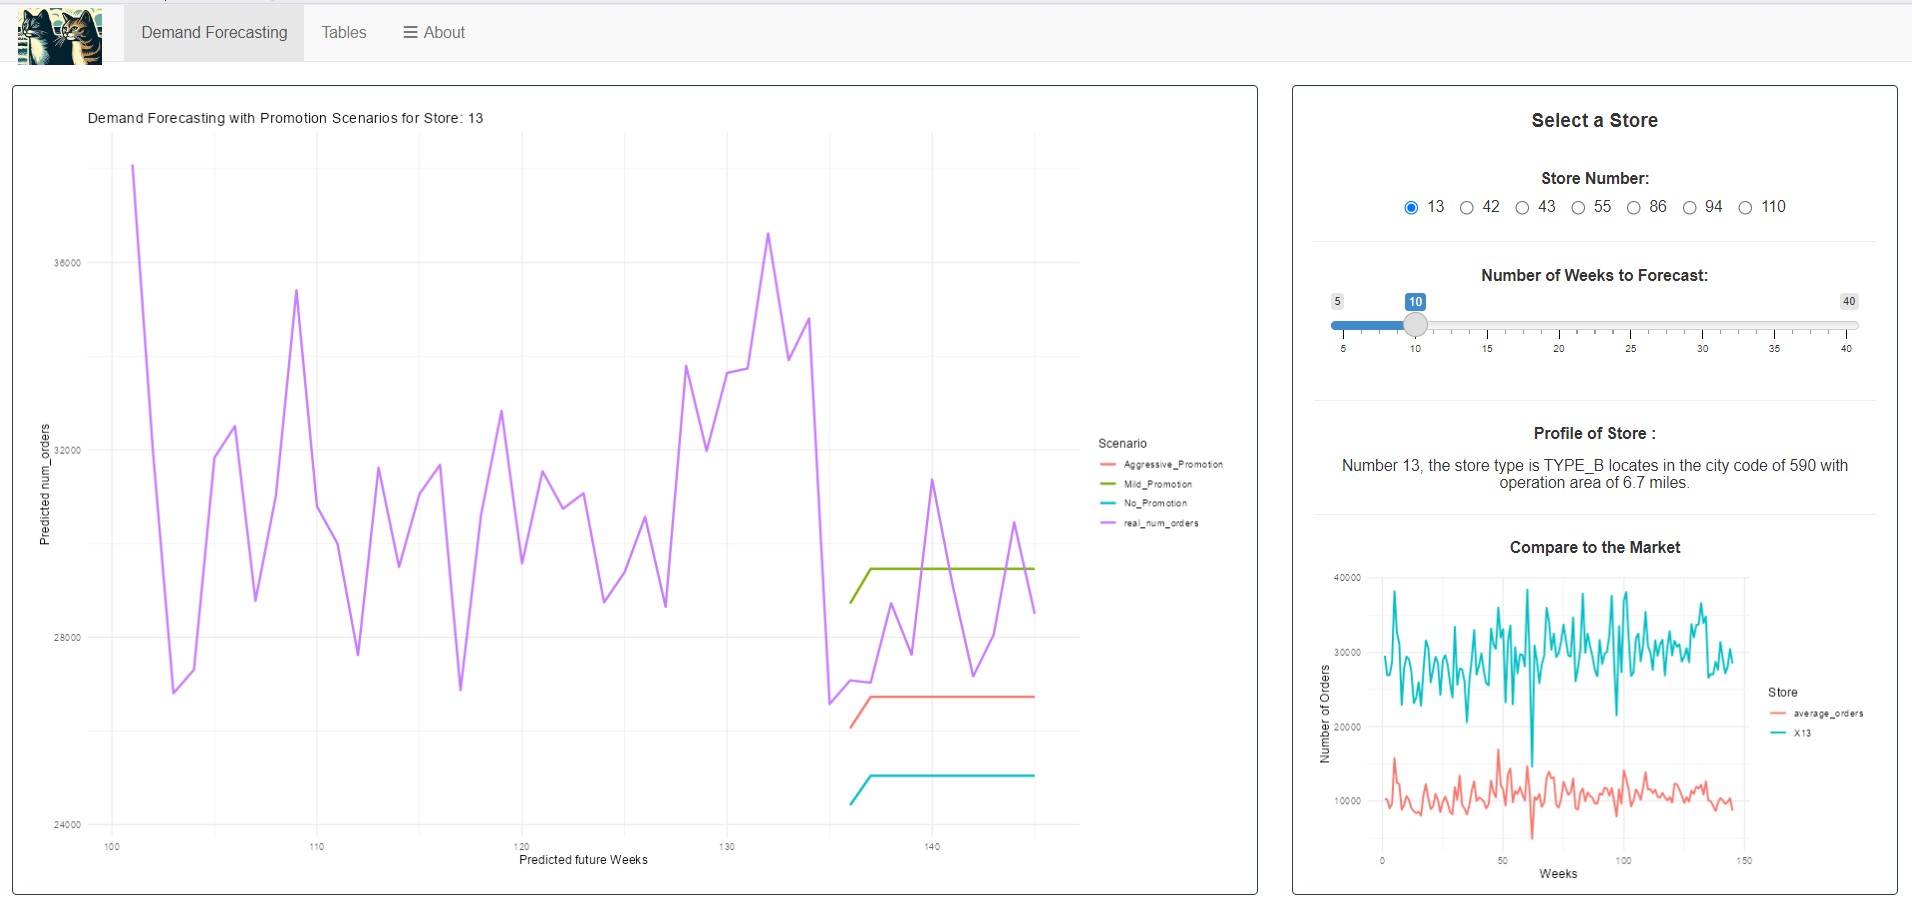 Demand Forecasting Tables About
Demand Forecasting with Promotion Scenarios for Store: 13
Predicted num_orders
36000
32000
28000
24000
100 110 120 130 140
Predicted future Weeks
Scenario
Aggressive_Promotion
Mild_Promotion
No_Promotion
real_num_orders
Select a Store
Store Number:
13 42 43 55 86 94 110
Number of Weeks to Forecast:
5 10 40
5 10 15 20 25 30 35 40
Profile of Store :
Number 13, the store type is TYPE_B locates in the city code of 590 with
operation area of 6.7 miles.
Compare to the Market
Number of Orders
40000
30000
20000
10000
0 50 100 150
Weeks
Store
average_orders
X13